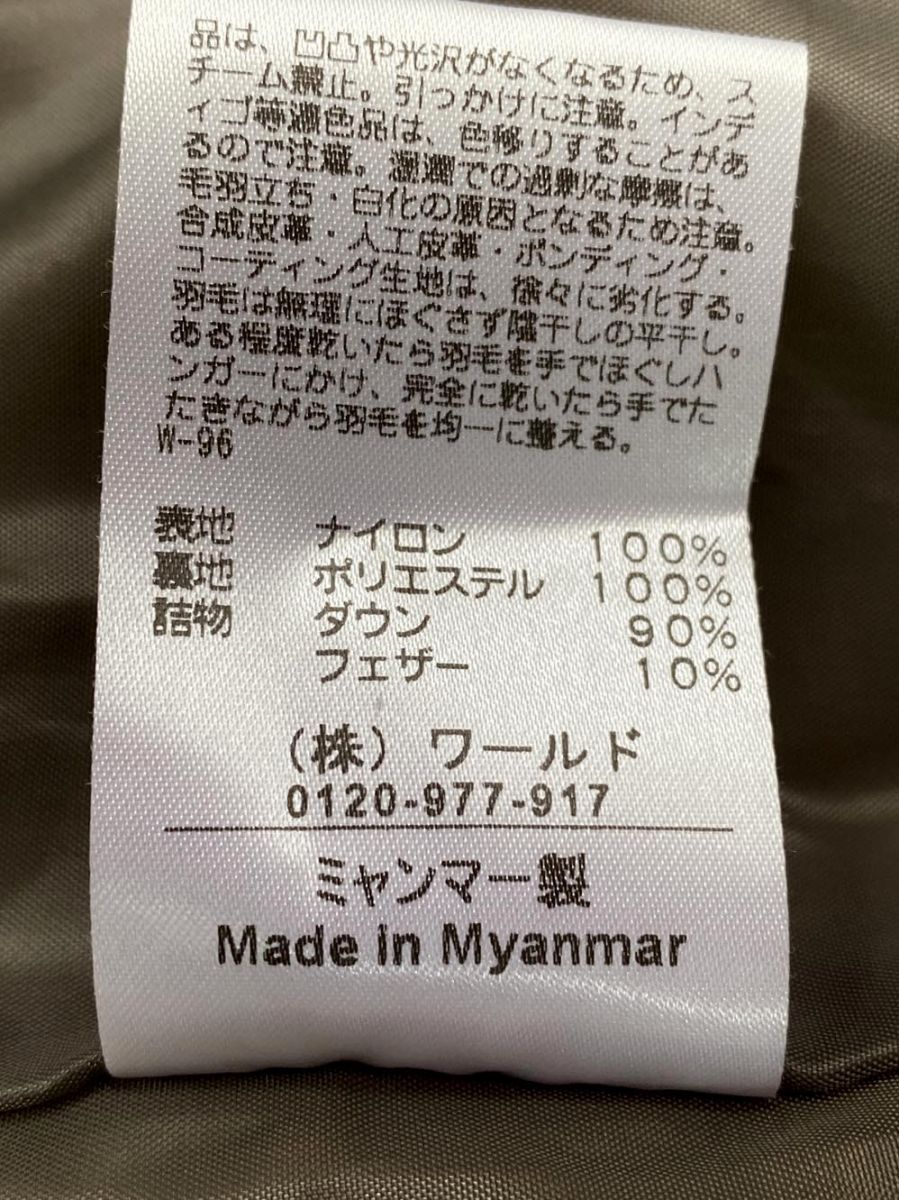 品は、凹凸や光沢がなくなるため、ス
チーム禁止。引っかけに注意。インデ
ィゴ等濃色品は、色移りすることがあ
るので注意。湿潤での過剰な摩擦は、
毛羽立ち・白化の原因となるため注意。
合成皮革・人工皮革・ボンディング・
コーティング生地は、徐々に劣化する。
羽毛は無理にほぐさず陰干しの平干し。
ある程度乾いたら羽毛を手でほぐしハ
ンガーにかけ、完全に乾いたら手でた
たきながら羽毛を均一に整える。
W-96
表地 ナイロン 100%
裏地 ポリエステル 100%
詰物 ダウン 90%
フェザー 10%
(株) ワールド
0120-977-917
ミャンマー製
Made in Myanmar